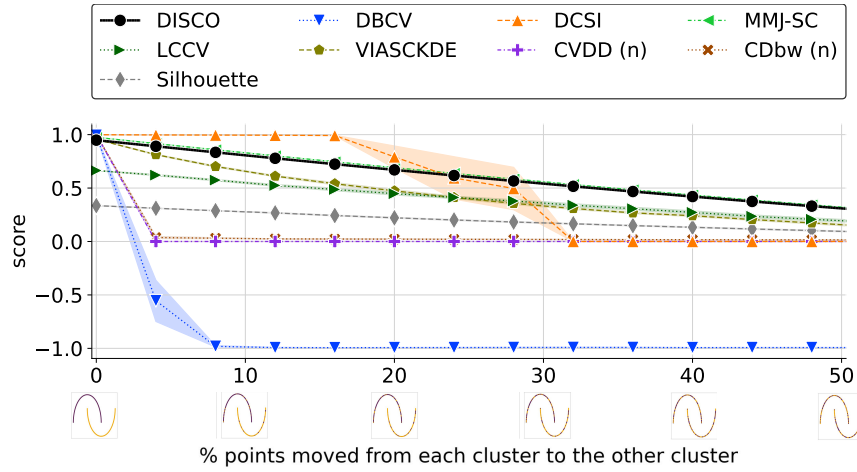 DISCO DBCV DCSI MMJ-SC
LCCV VIASCKDE CVDD (n) CDbw (n)
Silhouette
1.0
0.5
0.0
−0.5
−1.0
score
0 10 20 30 40 50
% points moved from each cluster to the other cluster